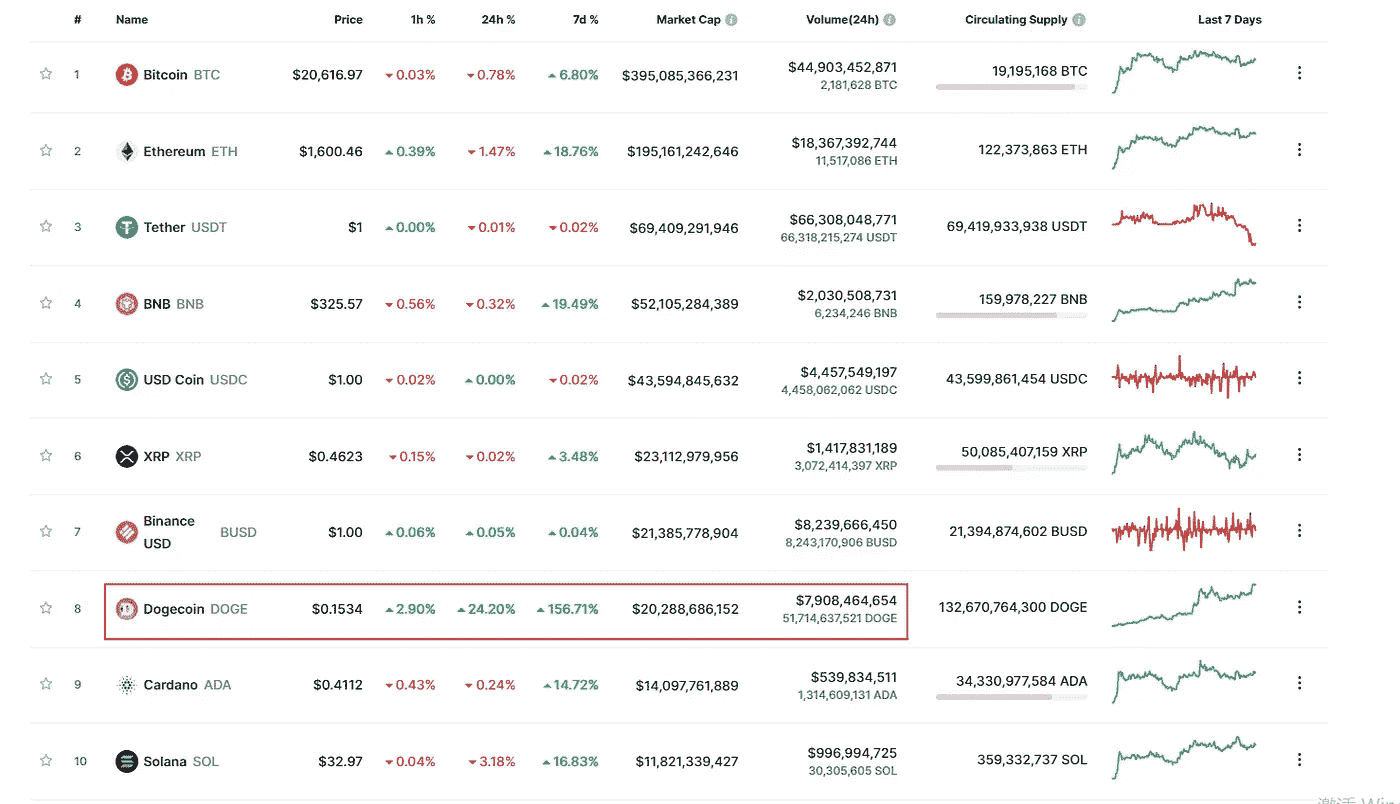 # Name Price 1h % 24h % 7d % Market Cap Volume(24h) Circulating Supply Last 7 Days
1 Bitcoin BTC $20,616.97 0.03% 0.78% 6.80% $395,085,366,231 $44,903,452,871 19,195,168 BTC
2,181,628 BTC
2 Ethereum ETH $1,600.46 0.39% 1.47% 18.76% $195,161,242,646 $18,367,392,744 122,373,863 ETH
11,517,086 ETH
3 Tether USDT $1 0.00% 0.01% 0.02% $69,409,291,946 $66,308,048,771 69,419,933,938 USDT
66,318,215,274 USDT
4 BNB BNB $325.57 0.56% 0.32% 19.49% $52,105,284,389 $2,030,508,731 159,978,227 BNB
6,234,246 BNB
5 USD Coin USDC $1.00 0.02% 0.00% 0.02% $43,594,845,632 $4,457,549,197 43,599,861,454 USDC
4,458,062,062 USDC
6 XRP XRP $0.4623 0.15% 0.02% 3.48% $23,112,979,956 $1,417,831,189 50,085,407,159 XRP
3,072,414,397 XRP
7 Binance USD BUSD $1.00 0.06% 0.05% 0.04% $21,385,778,904 $8,239,666,450 21,394,874,602 BUSD
8,243,170,906 BUSD
8 Dogecoin DOGE $0.1534 2.90% 24.20% 156.71% $20,288,686,152 $7,908,464,654 132,670,764,300 DOGE
51,714,637,521 DOGE
9 Cardano ADA $0.4112 0.43% 0.24% 14.72% $14,097,761,889 $539,834,511 34,330,977,584 ADA
1,314,609,131 ADA
10 Solana SOL $32.97 0.04% 3.18% 16.83% $11,821,339,427 $996,994,725 359,332,737 SOL
30,305,605 SOL